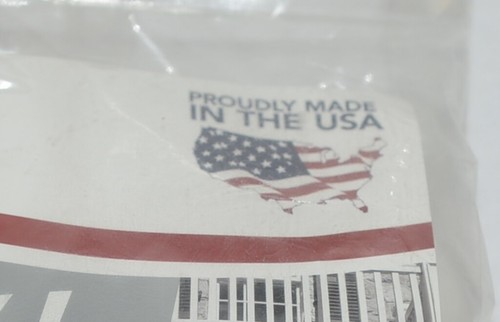 PROUDLY MADE
IN THE USA